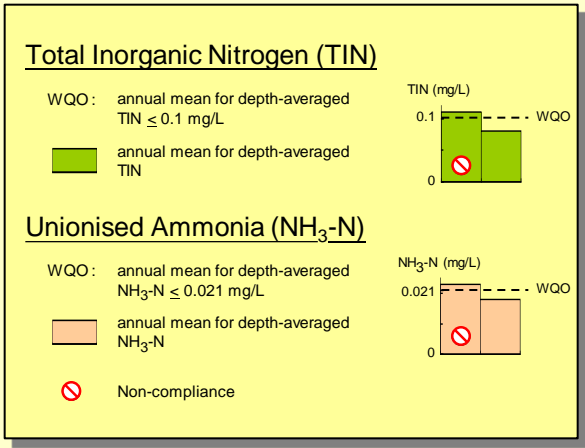 Total Inorganic Nitrogen (TIN)
WQO : annual mean for depth-averaged
TIN ≤ 0.1 mg/L
annual mean for depth-averaged
TIN
TIN (mg/L)
0.1
WQO
0
Unionised Ammonia (NH3-N)
WQO : annual mean for depth-averaged
NH3-N ≤ 0.021 mg/L
annual mean for depth-averaged
NH3-N
NH3-N (mg/L)
0.021
WQO
0
Non-compliance